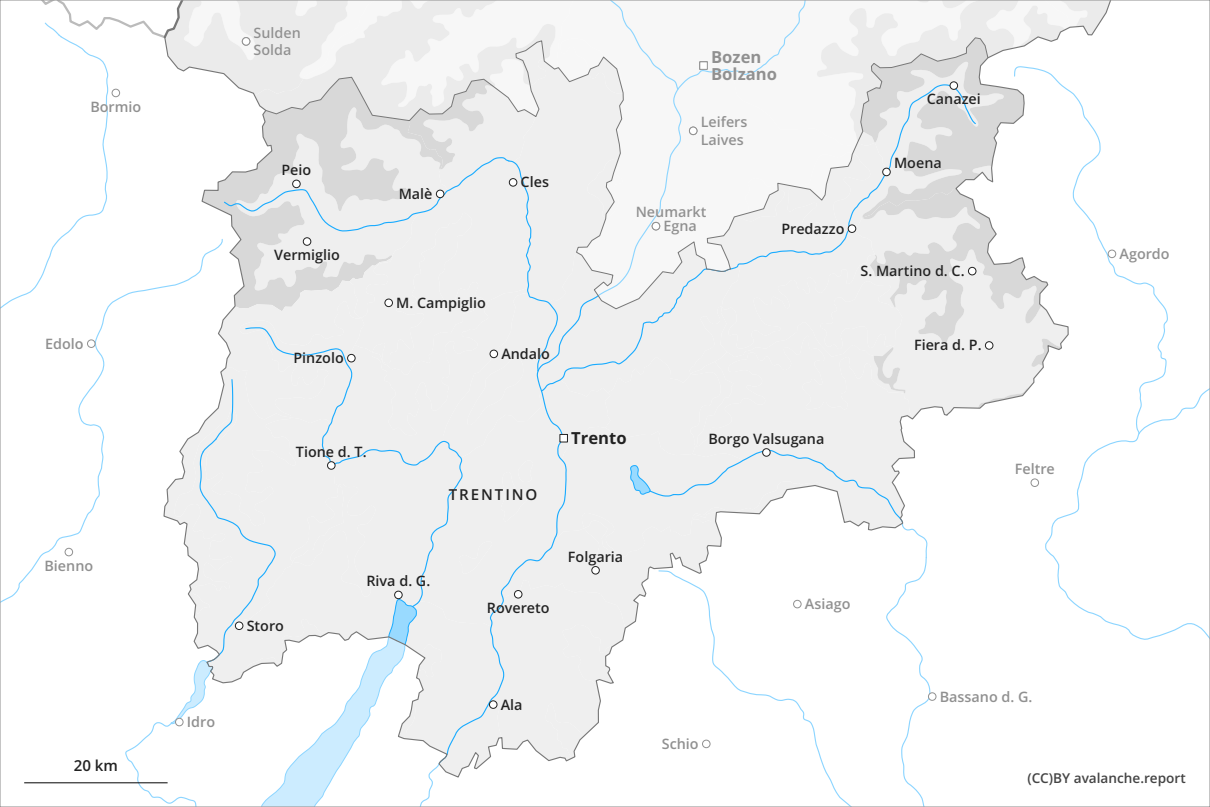 Sulden
Solda
Bozen
Bolzano
Bormio
Canazei
Leifers
Laives
Moena
Peio
Malè
Cles
Neumarkt
Egna
Predazzo
Vermiglio
Agordo
S. Martino d. C.
M. Campiglio
Edolo
Pinzolo
Andalo
Fiera d. P.
Trento
Borgo Valsugana
Tione d. T.
Feltre
TRENTINO
Bienno
Folgaria
Riva d. G.
Rovereto
Asiago
Storo
Bassano d. G.
Ala
Idro
Schio
20 km
(CC)BY avalanche.report